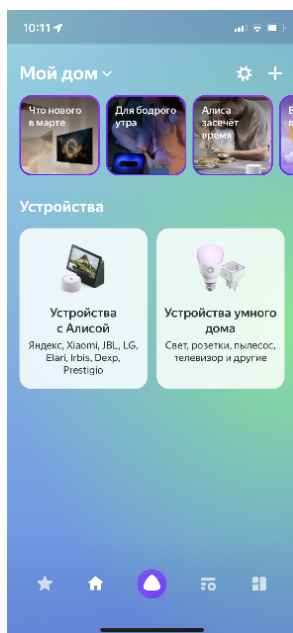 10:11
Мой дом
Что нового
в марте
Для бодрого
утра
Алиса
засечёт
время
Устройства
Устройства
с Алисой
Яндекс, Xiaomi, JBL, LG,
Elari, Irbis, Dexp,
Prestigio
Устройства умного
дома
Свет, розетки, пылесос,
телевизор и другие